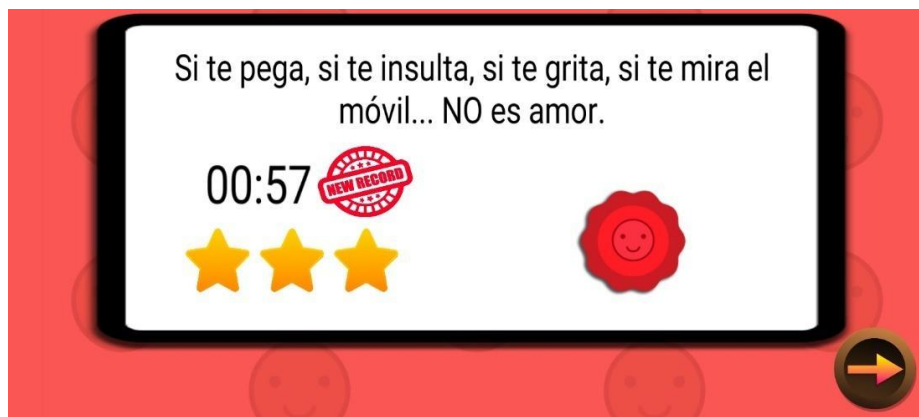 Si te pega, si te insulta, si te grita, si te mira el
móvil... NO es amor.
00:57 NEW RECORD